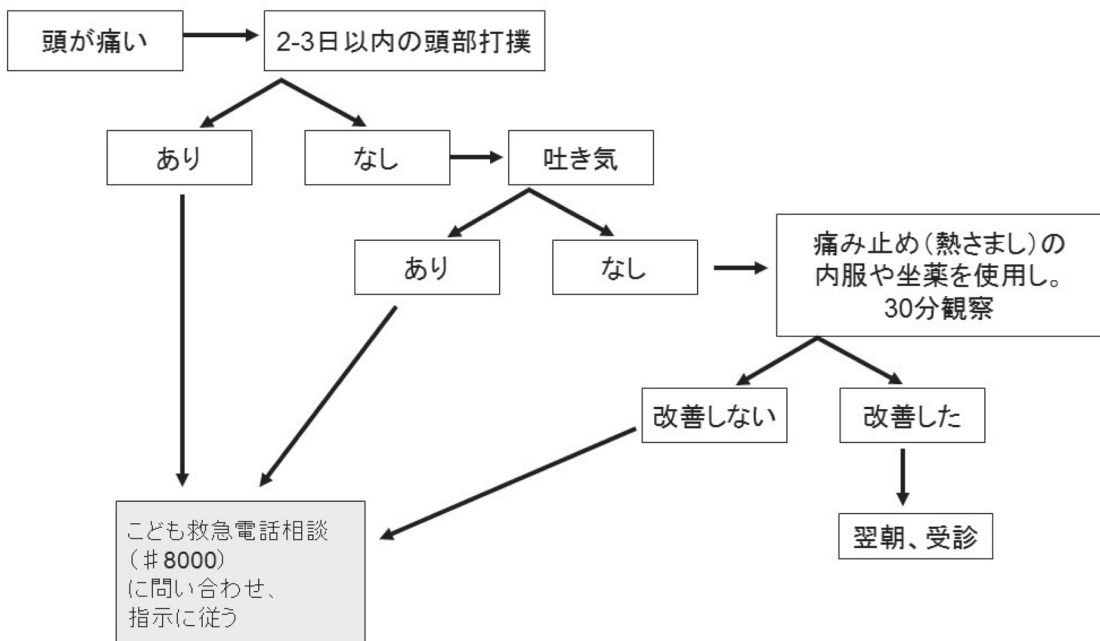 頭が痛い
2-3日以内の頭部打撲
あり
なし
吐き気
あり
なし
痛み止め（熱さまし）の
内服や坐薬を使用し。
30分観察
改善しない
改善した
こども救急電話相談
（♯8000）
に問い合わせ、
指示に従う
翌朝、受診